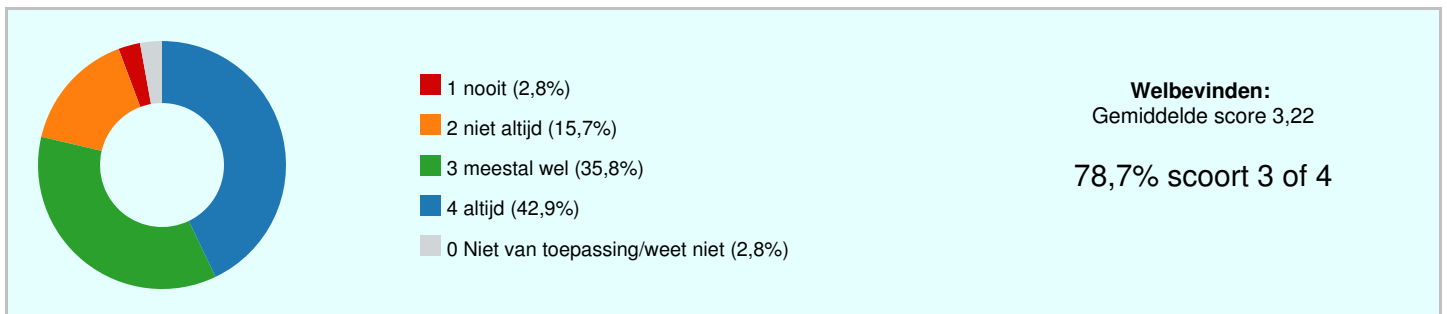 1 nooit (2,8%)
2 niet altijd (15,7%)
3 meestal wel (35,8%)
4 altijd (42,9%)
0 Niet van toepassing/weet niet (2,8%)
Welbevinden:
Gemiddelde score 3,22
78,7% scoort 3 of 4